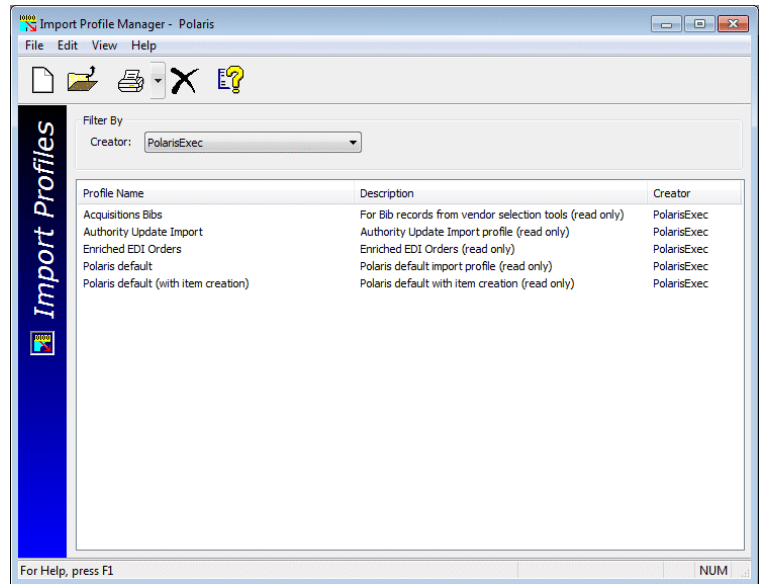 Import Profile Manager - Polaris
File Edit View Help
Import Profiles
Filter By
Creator: PolarisExec
Profile Name Description Creator
Acquisitions Bibs For Bib records from vendor selection tools (read only) PolarisExec
Authority Update Import Authority Update Import profile (read only) PolarisExec
Enriched EDI Orders Enriched EDI Orders (read only) PolarisExec
Polaris default Polaris default import profile (read only) PolarisExec
Polaris default (with item creation) Polaris default with item creation (read only) PolarisExec
For Help, press F1 NUM